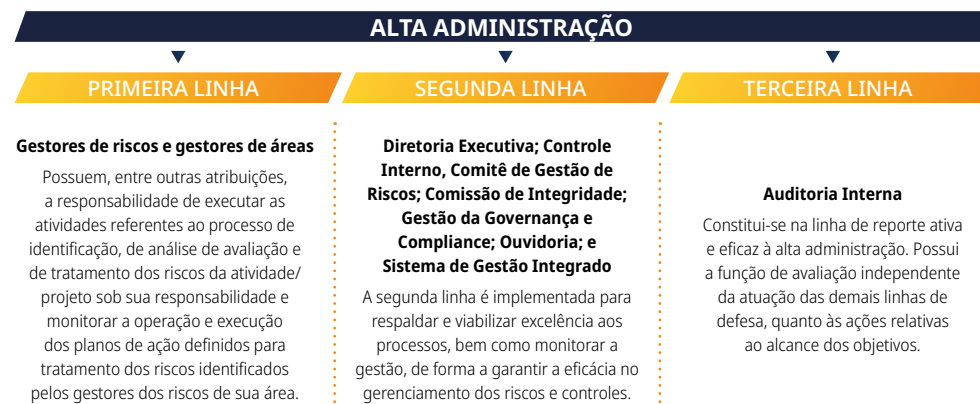 ALTA ADMINISTRAÇÃO
PRIMEIRA LINHA
Gestores de riscos e gestores de áreas
Possuem, entre outras atribuições,
a responsabilidade de executar as
atividades referentes ao processo de
identificação, de análise de avaliação e
de tratamento dos riscos da atividade/
projeto sob sua responsabilidade e
monitorar a operação e execução
dos planos de ação definidos para
tratamento dos riscos identificados
pelos gestores dos riscos de sua área.
SEGUNDA LINHA
Diretoria Executiva; Controle
Interno, Comitê de Gestão de
Riscos; Comissão de Integridade;
Gestão da Governança e
Compliance; Ouvidoria; e
Sistema de Gestão Integrado
A segunda linha é implementada para
respaldar e viabilizar excelência aos
processos, bem como monitorar a
gestão, de forma a garantir a eficácia no
gerenciamento dos riscos e controles.
TERCEIRA LINHA
Auditoria Interna
Constitui-se na linha de reporte ativa
e eficaz à alta administração. Possui
a função de avaliação independente
da atuação das demais linhas de
defesa, quanto às ações relativas
ao alcance dos objetivos.